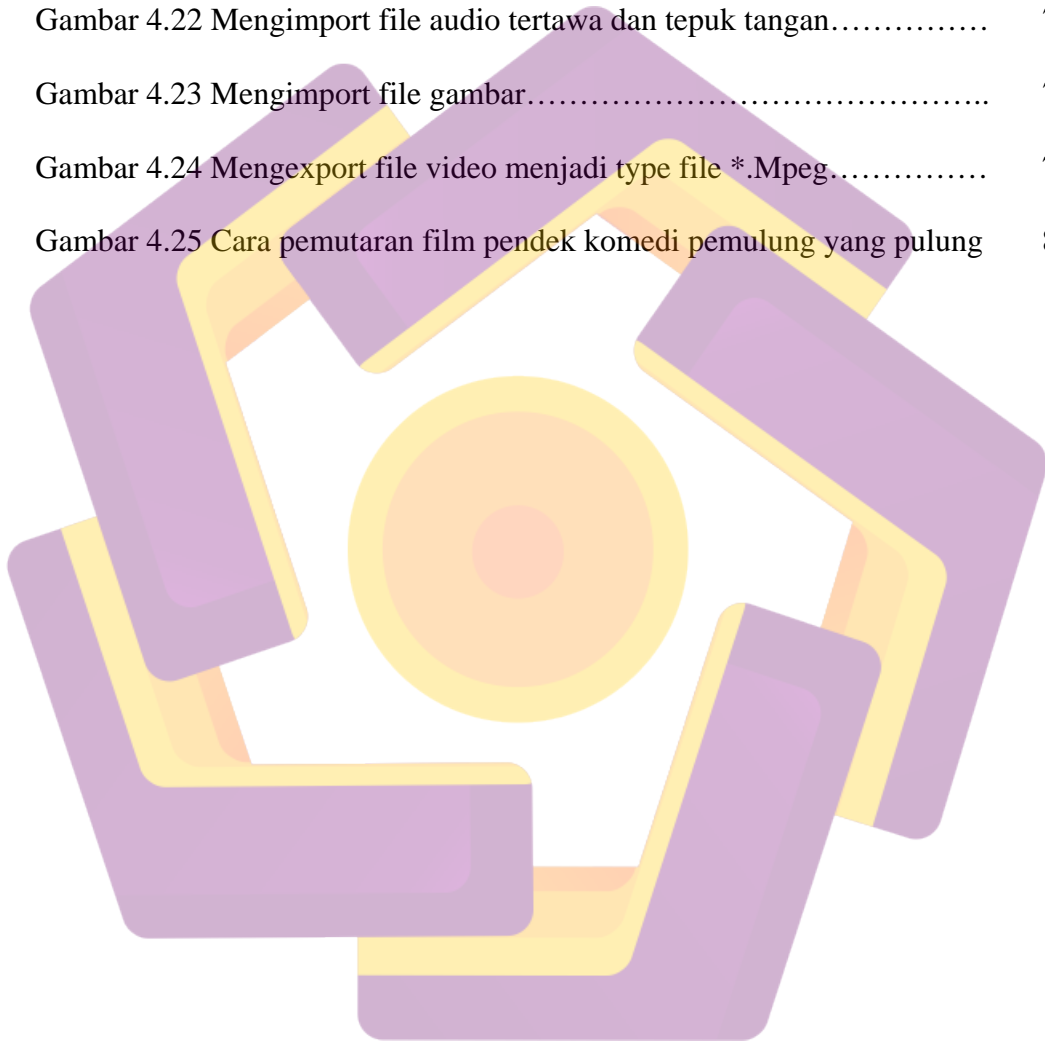 Gambar 4.22 Mengimport file audio tertawa dan tepuk tangan……………
Gambar 4.23 Mengimport file gambar…………………………………..
Gambar 4.24 Mengexport file video menjadi type file *.Mpeg……………
Gambar 4.25 Cara pemutaran film pendek komedi pemulung yang pulung